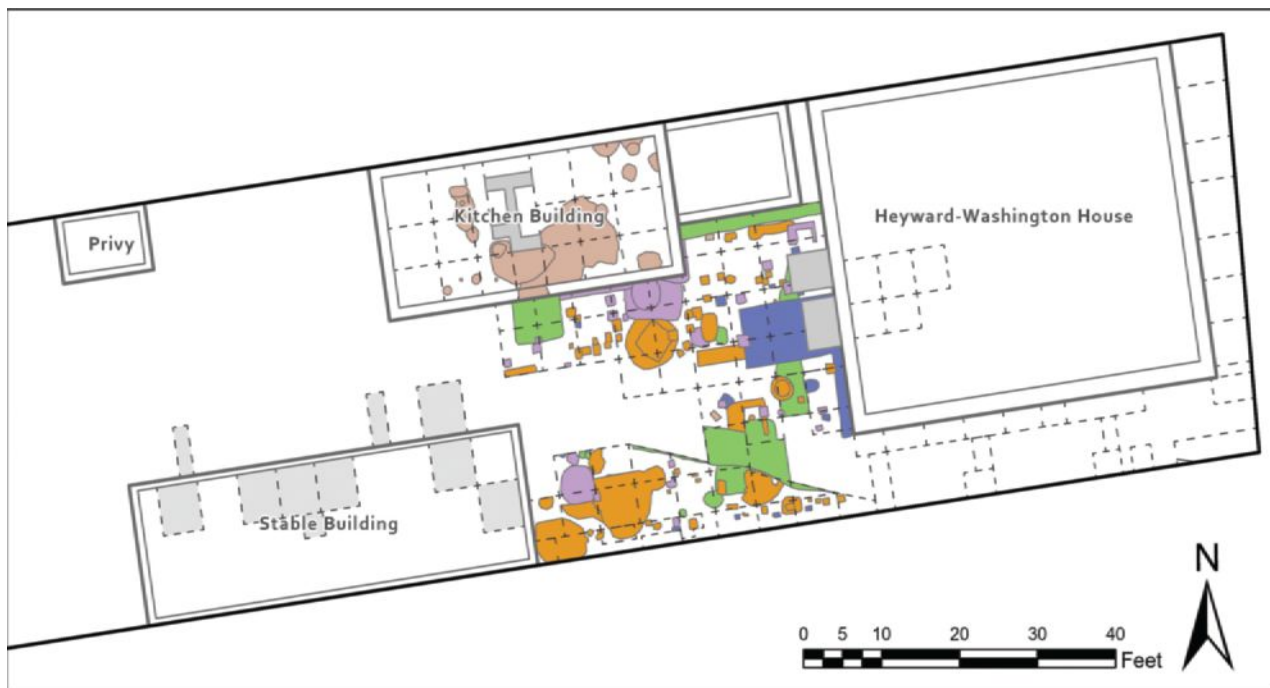 Privy
Kitchen Building
Heyward-Washington House
Stable Building
N
0 5 10 20 30 40
Feet